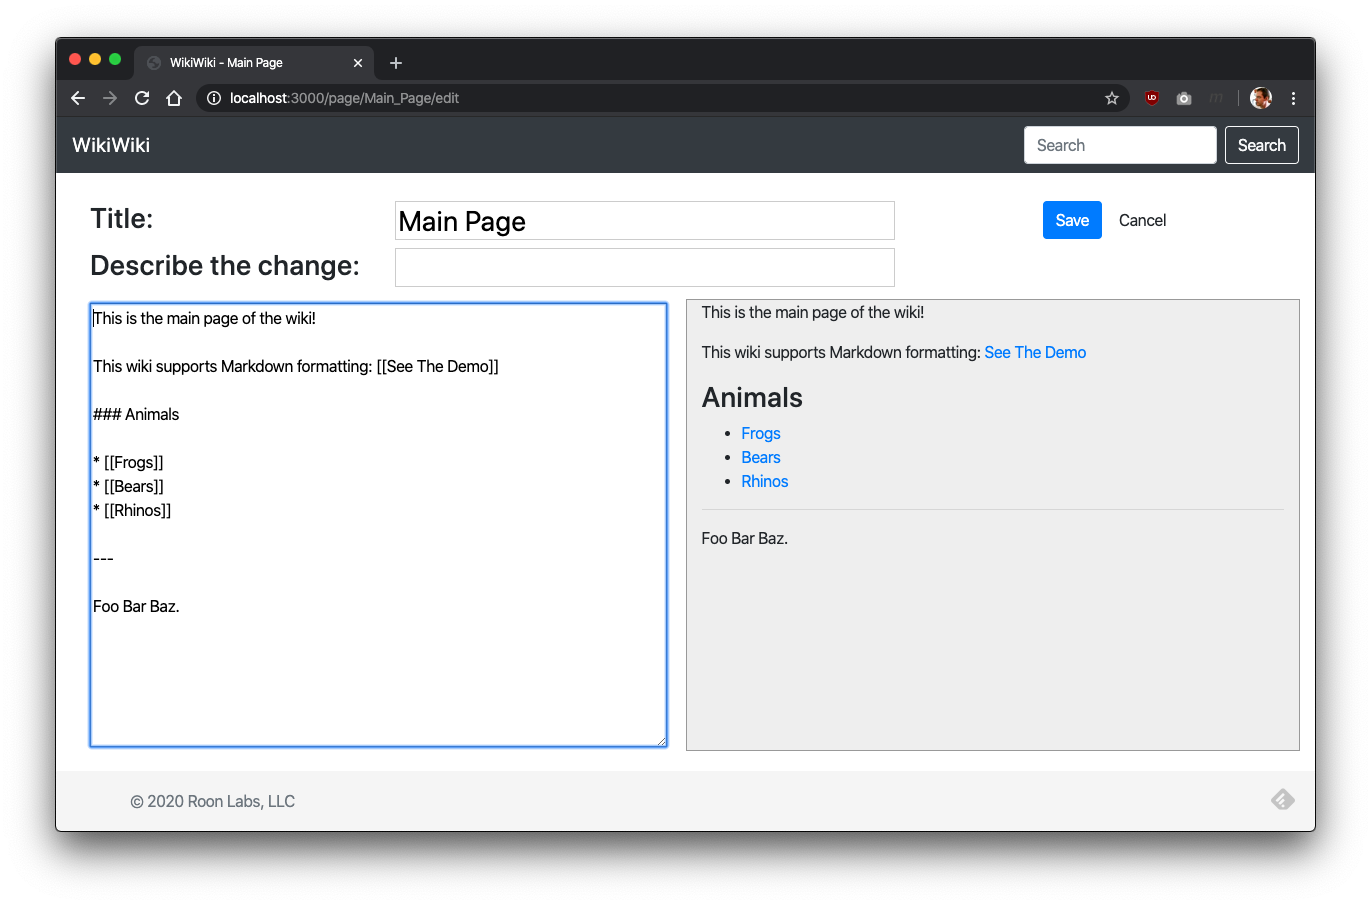 WikiWiki - Main Page
localhost:3000/page/Main_Page/edit
WikiWiki
Search
Search
Title:
Main Page
Save
Cancel
Describe the change:
This is the main page of the wiki!
This wiki supports Markdown formatting: [[See The Demo]]
### Animals
* [[Frogs]]
* [[Bears]]
* [[Rhinos]]
---
Foo Bar Baz.
This is the main page of the wiki!
This wiki supports Markdown formatting: See The Demo
Animals
• Frogs
• Bears
• Rhinos
Foo Bar Baz.
© 2020 Roon Labs, LLC